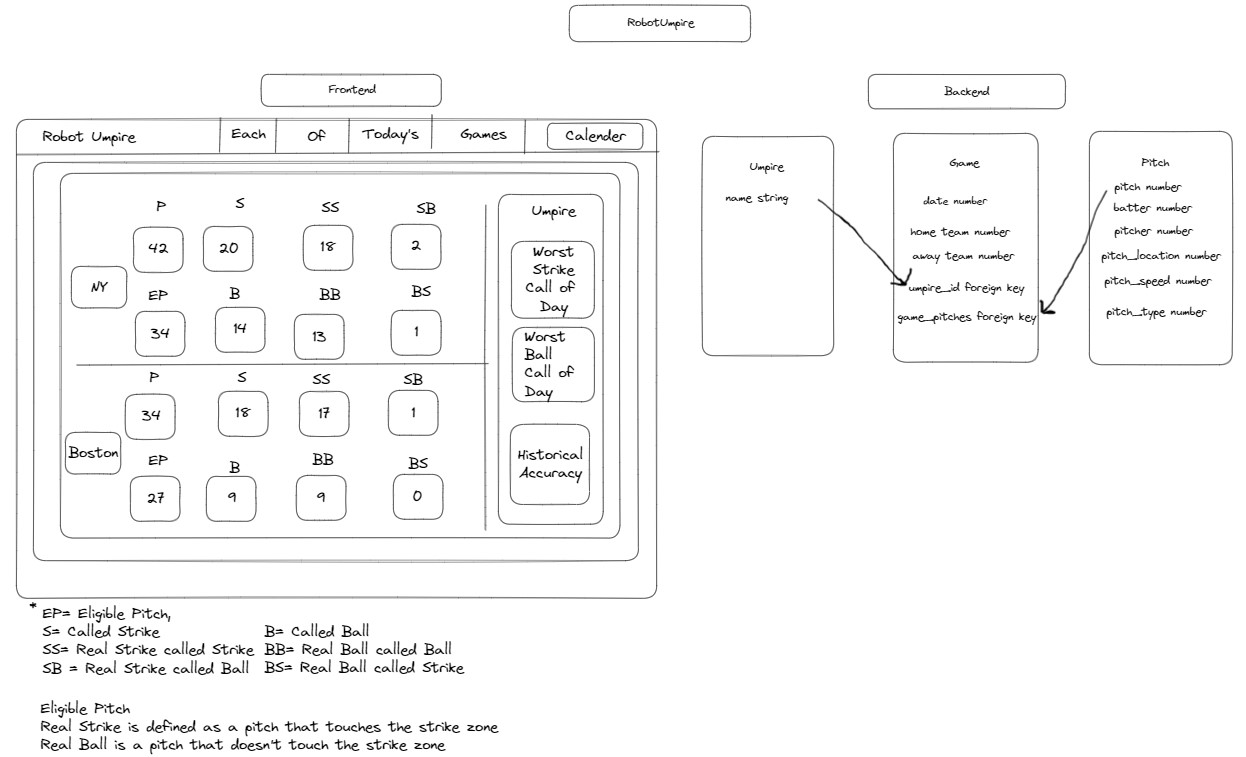 RobotUmpire
Frontend
Backend
Robot Umpire
Each
Of
Today's
Games
Calender
P
S
SS
SB
42
20
18
2
NY
EP
B
BB
BS
34
14
13
1
P
S
SS
SB
34
18
17
1
Boston
EP
B
BB
BS
27
9
9
0
Umpire
Worst
Strike
Call of
Day
Worst
Ball
Call of
Day
Historical
Accuracy
* EP= Eligible Pitch,
S= Called Strike B= Called Ball
SS= Real Strike called Strike BB= Real Ball called Ball
SB = Real Strike called Ball BS= Real Ball called Strike
Eligible Pitch
Real Strike is defined as a pitch that touches the strike zone
Real Ball is a pitch that doesn't touch the strike zone
Umpire
name string
Game
date number
home team number
away team number
umpire_id foreign key
game_pitches foreign key
Pitch
pitch number
batter number
pitcher number
pitch_location number
pitch_speed number
pitch_type number